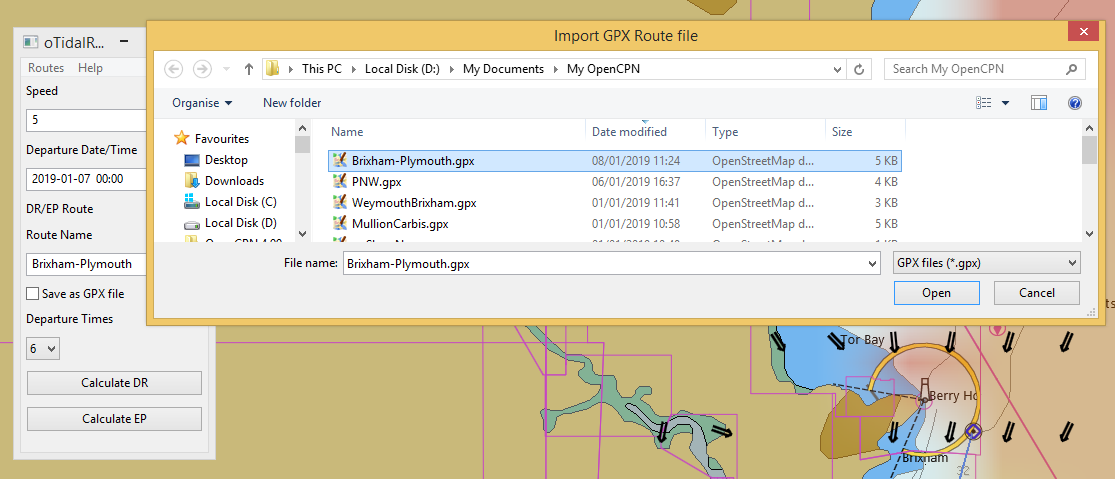 Import GPX Route file
oTidalR...
Routes Help
Speed
5
Departure Date/Time
2019-01-07 00:00
DR/EP Route
Route Name
Brixham-Plymouth
Save as GPX file
Departure Times
6
Calculate DR
Calculate EP
This PC Local Disk (D:) My Documents My OpenCPN
Search My OpenCPN
Organise New folder
Favourites
Desktop
Downloads
Local Disk (C)
Local Disk (D)
Name Date modified Type Size
Brixham-Plymouth.gpx 08/01/2019 11:24 OpenStreetMap d... 5 KB
PNW.gpx 06/01/2019 16:37 OpenStreetMap d... 4 KB
WeymouthBrixham.gpx 01/01/2019 11:41 OpenStreetMap d... 3 KB
MullionCarbis.gpx 01/01/2019 10:58 OpenStreetMap d... 5 KB
File name: Brixham-Plymouth.gpx GPX files (*.gpx)
Open Cancel
ts
Tor Bay
Berry Ho
Brixham
32